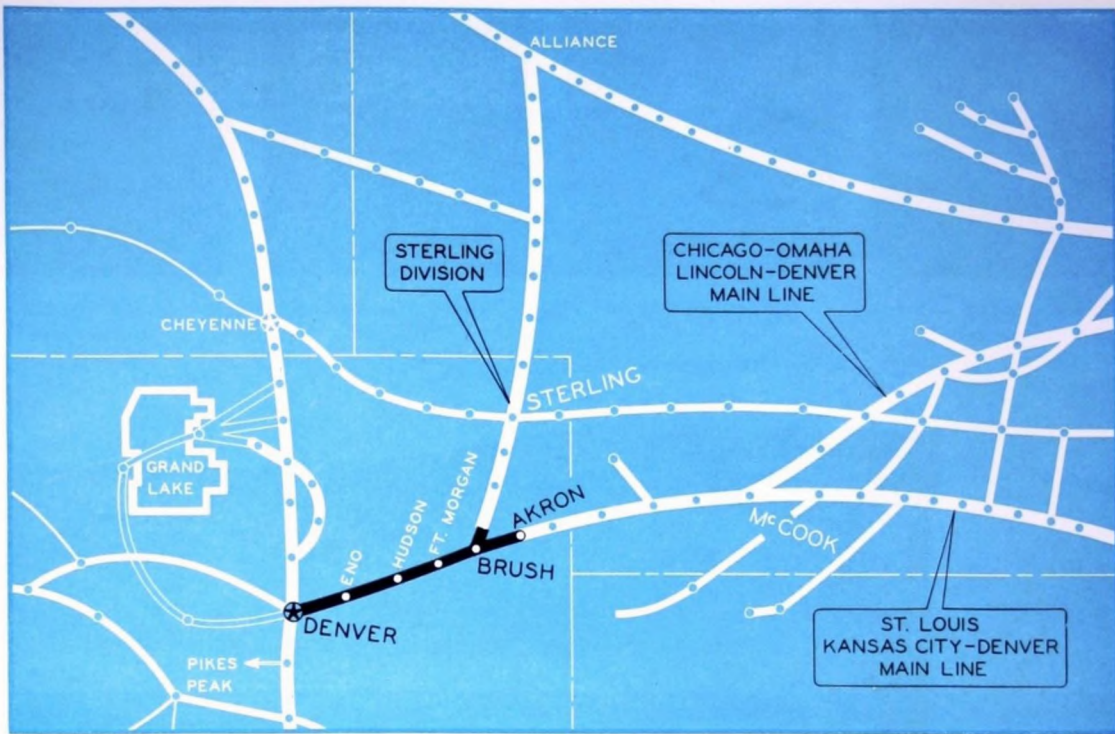 ALLIANCE
STERLING
DIVISION
CHICAGO-OMAHA
LINCOLN-DENVER
MAIN LINE
CHEYENNE
STERLING
GRAND
LAKE
FT. MORGAN
HUDSON
ENO
AKRON
BRUSH
McCOOK
DENVER
PIKES
PEAK
ST. LOUIS
KANSAS CITY-DENVER
MAIN LINE